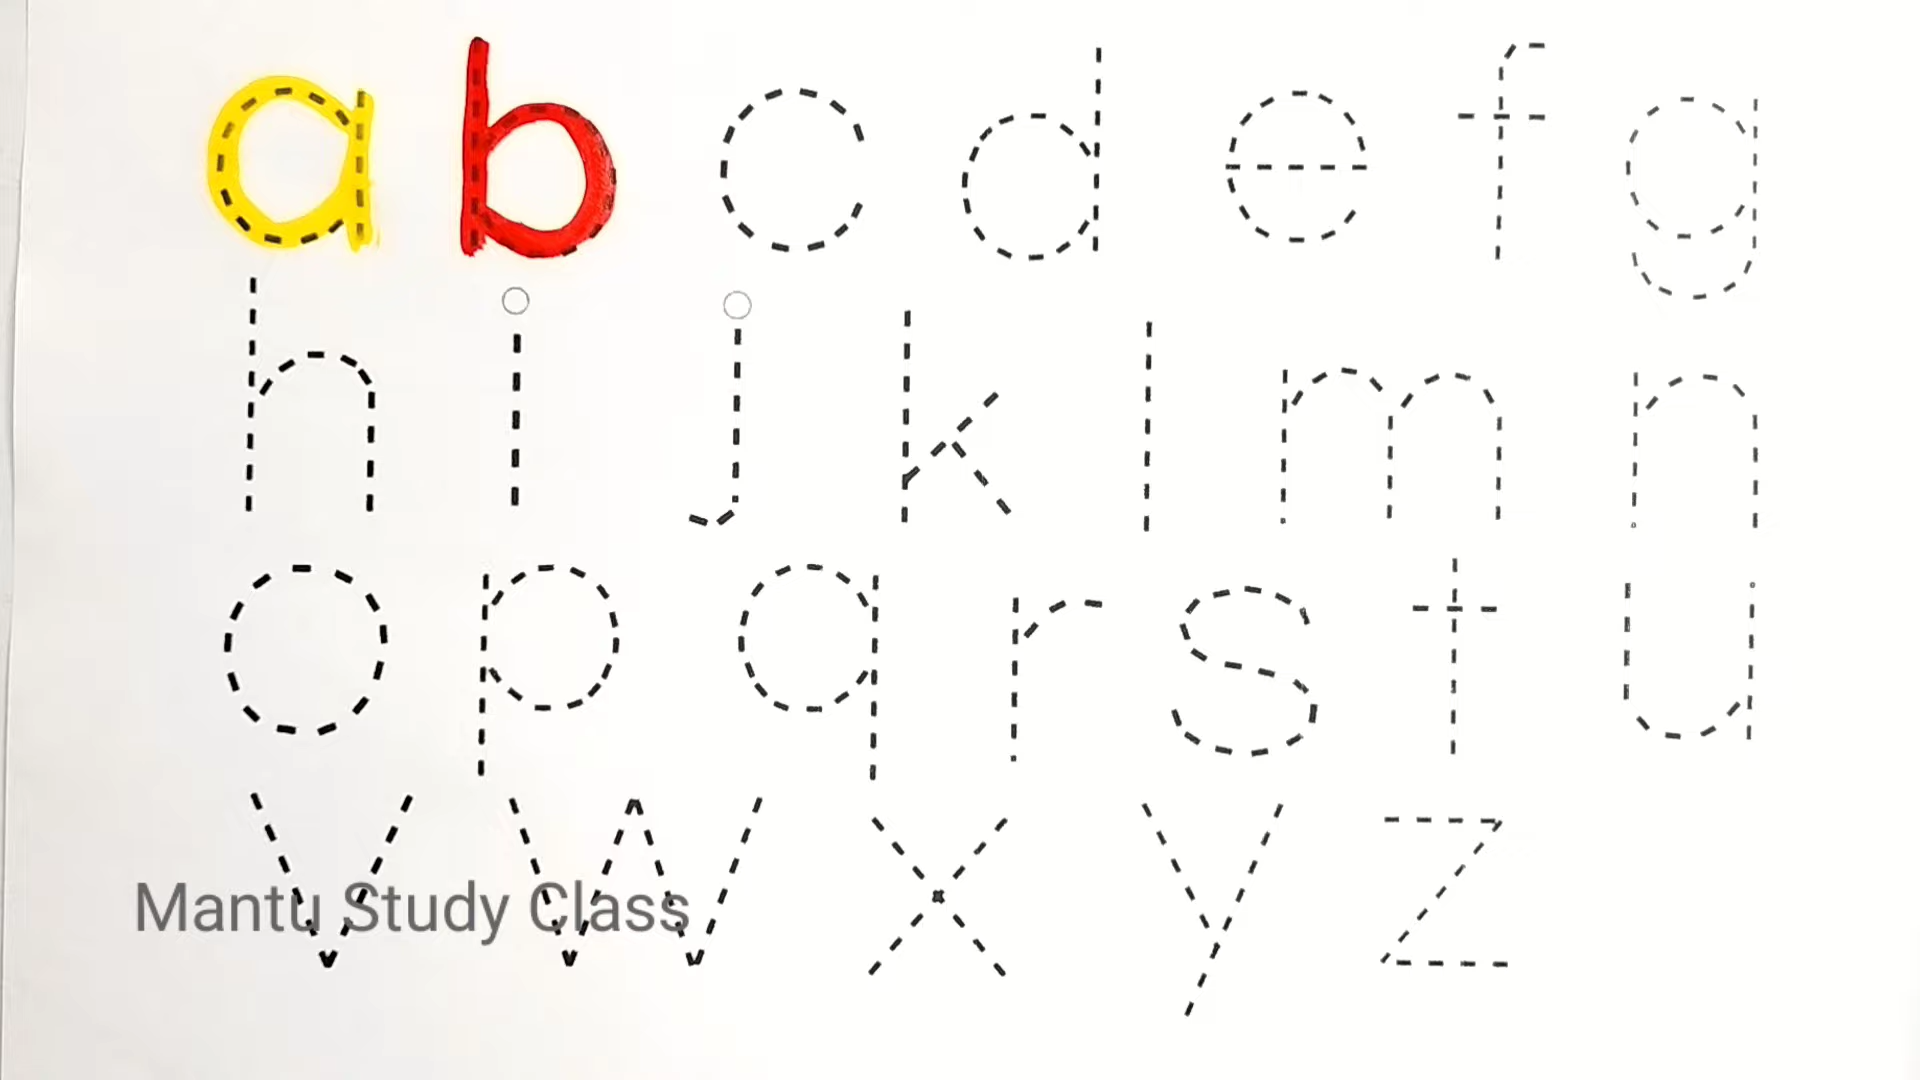 a b c d e f g
h i j k l m n
o p q r s t u
v w x y z
Mantu Study Class